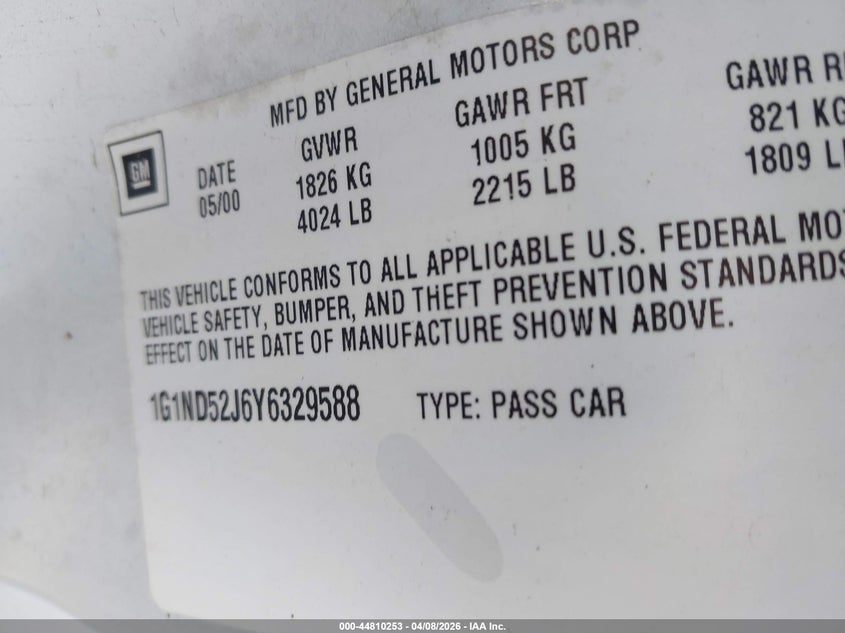 MFD BY GENERAL MOTORS CORP
GM
DATE
05/00
GVWR
1826 KG
4024 LB
GAWR FRT
1005 KG
2215 LB
GAWR
821 KG
1809
THIS VEHICLE CONFORMS TO ALL APPLICABLE U.S. FEDERAL
VEHICLE SAFETY, BUMPER, AND THEFT PREVENTION STANDARDS
EFFECT ON THE DATE OF MANUFACTURE SHOWN ABOVE.
1G1ND52J6Y6329588 TYPE: PASS CAR
000-44810253 - 04/08/2026 - IAA Inc.